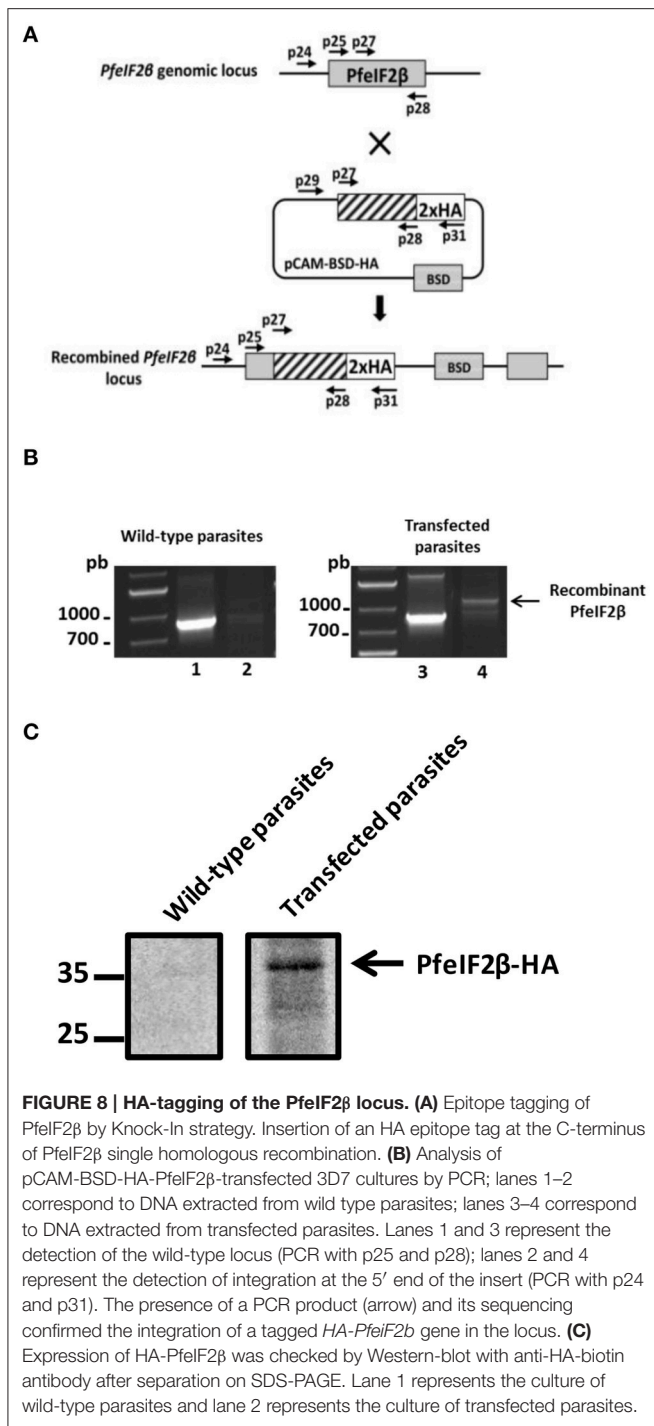 A
p24 p25 p27
PfeIF2β genomic locus
PfeIF2β
p28
p29 p27
2xHA
p28 p31
pCAM-BSD-HA
BSD
p27
p25
p24
Recombined PfeIF2β
locus
2xHA
BSD
p28 p31
B
Wild-type parasites
Transfected
parasites
pb
1000
700
1 2
pb
1000
700
3 4
Recombinant
PfeIF2β
C
Wild-type parasites
Transfected parasites
35
25
PfeIF2β-HA
FIGURE 8 | HA-tagging of the PfeIF2β locus. (A) Epitope tagging of
PfeIF2β by Knock-In strategy. Insertion of an HA epitope tag at the C-terminus
of PfeIF2β single homologous recombination. (B) Analysis of
pCAM-BSD-HA-PfeIF2β-transfected 3D7 cultures by PCR; lanes 1–2
correspond to DNA extracted from wild type parasites; lanes 3–4 correspond
to DNA extracted from transfected parasites. Lanes 1 and 3 represent the
detection of the wild-type locus (PCR with p25 and p28); lanes 2 and 4
represent the detection of integration at the 5′ end of the insert (PCR with p24
and p31). The presence of a PCR product (arrow) and its sequencing
confirmed the integration of a tagged HA-PfeiF2b gene in the locus. (C)
Expression of HA-PfeIF2β was checked by Western-blot with anti-HA-biotin
antibody after separation on SDS-PAGE. Lane 1 represents the culture of
wild-type parasites and lane 2 represents the culture of transfected parasites.